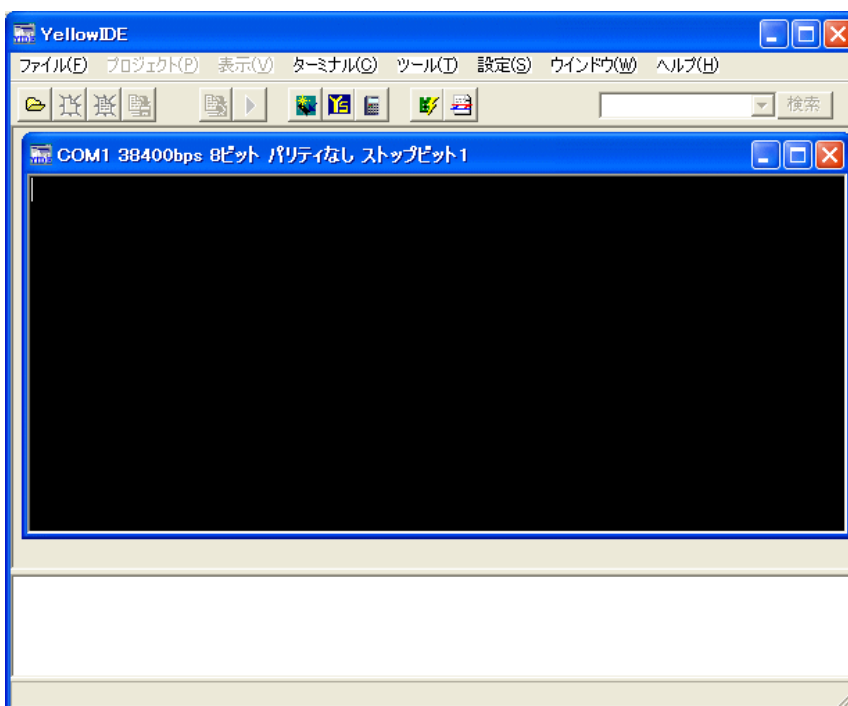 YellowIDE
ファイル(F) プロジェクト(P) 表示(V) ターミナル(C) ツール(T) 設定(S) ウインドウ(W) ヘルプ(H)
YS 検索
COM1 38400bps 8ビット パリティなし ストップビット1